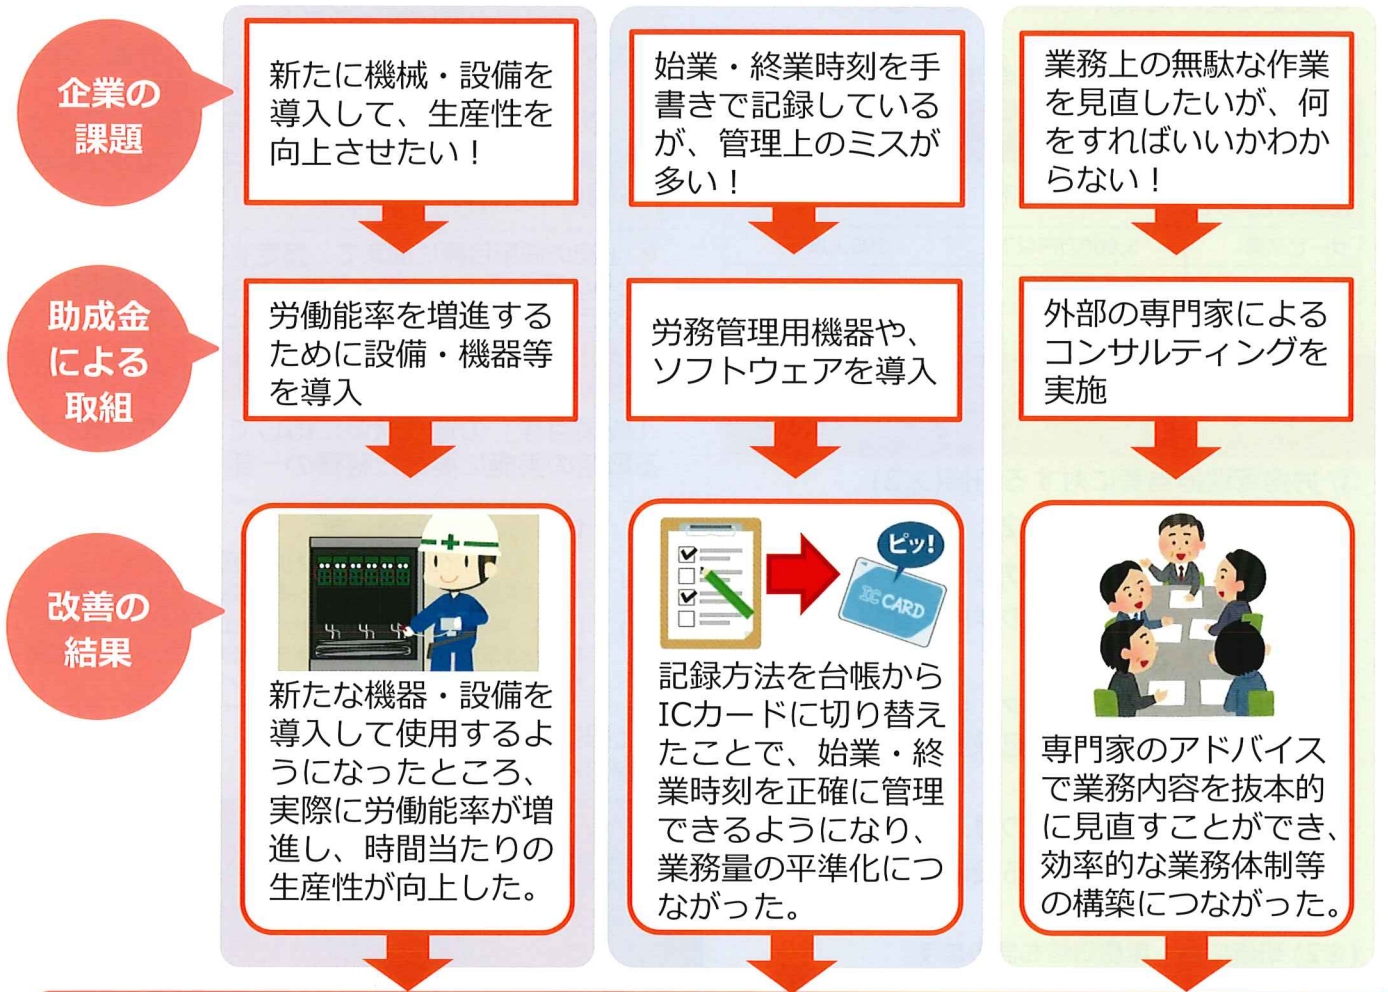 企業の
課題
新たに機械・設備を
導入して、生産性を
向上させたい！
始業・終業時刻を手
書きで記録している
が、管理上のミスが
多い！
業務上の無駄な作業
を見直したいが、何
をすればいいかわか
らない！
助成金
による
取組
労働能率を増進する
ために設備・機器等
を導入
労務管理用機器や、
ソフトウェアを導入
外部の専門家による
コンサルティングを
実施
改善の
結果
新たな機器・設備を
導入して使用するよ
うになったところ、
実際に労働能率が増
進し、時間当たりの
生産性が向上した。
ピッ!
IC CARD
記録方法を台帳から
ICカードに切り替え
たことで、始業・終
業時刻を正確に管理
できるようになり、
業務量の平準化につ
ながった。
専門家のアドバイス
で業務内容を抜本的
に見直すことができ、
効率的な業務体制等
の構築につながった。